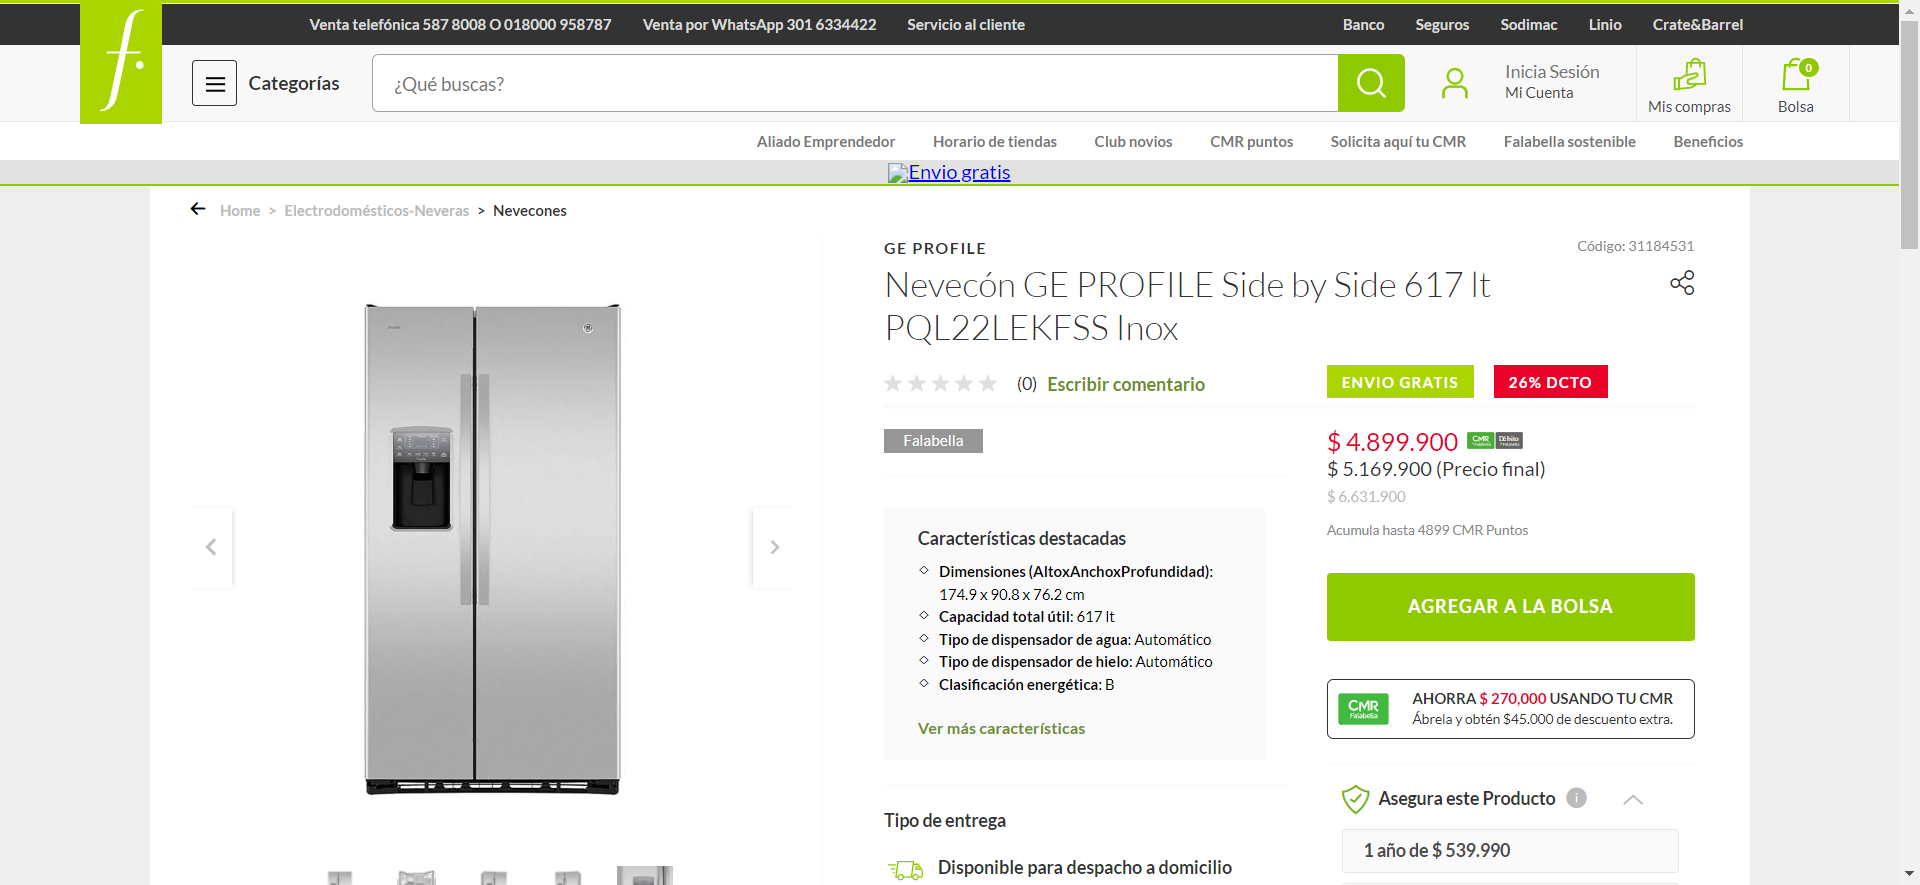 Venta telefónica 587 8008 O 018000 958787
Venta por WhatsApp 301 6334422
Servicio al cliente
Banco
Seguros
Sodimac
Linio
Crate&Barrel
f.
Categorías
¿Qué buscas?
Inicia Sesión
Mi Cuenta
Mis compras
0
Bolsa
Aliado Emprendedor
Horario de tiendas
Club novios
CMR puntos
Solicita aquí tu CMR
Falabella sostenible
Beneficios
Envio gratis
Home > Electrodomésticos-Neveras > Nevecones
GE PROFILE
Código: 31184531
Nevecón GE PROFILE Side by Side 617 lt
PQL22LEKFSS Inox
(0) Escribir comentario
ENVIO GRATIS
26% DCTO
Falabella
$ 4.899.900
CMR
Débito
$ 5.169.900 (Precio final)
$ 6.631.900
Acumula hasta 4899 CMR Puntos
Características destacadas
Dimensiones (AltoxAnchoxProfundidad):
174.9 x 90.8 x 76.2 cm
Capacidad total útil: 617 lt
Tipo de dispensador de agua: Automático
Tipo de dispensador de hielo: Automático
Clasificación energética: B
Ver más características
AGREGAR A LA BOLSA
CMR
Falabella
AHORRA $ 270,000 USANDO TU CMR
Ábrela y obtén $45.000 de descuento extra.
Asegura este Producto
i
1 año de $ 539.990
Tipo de entrega
Disponible para despacho a domicilio